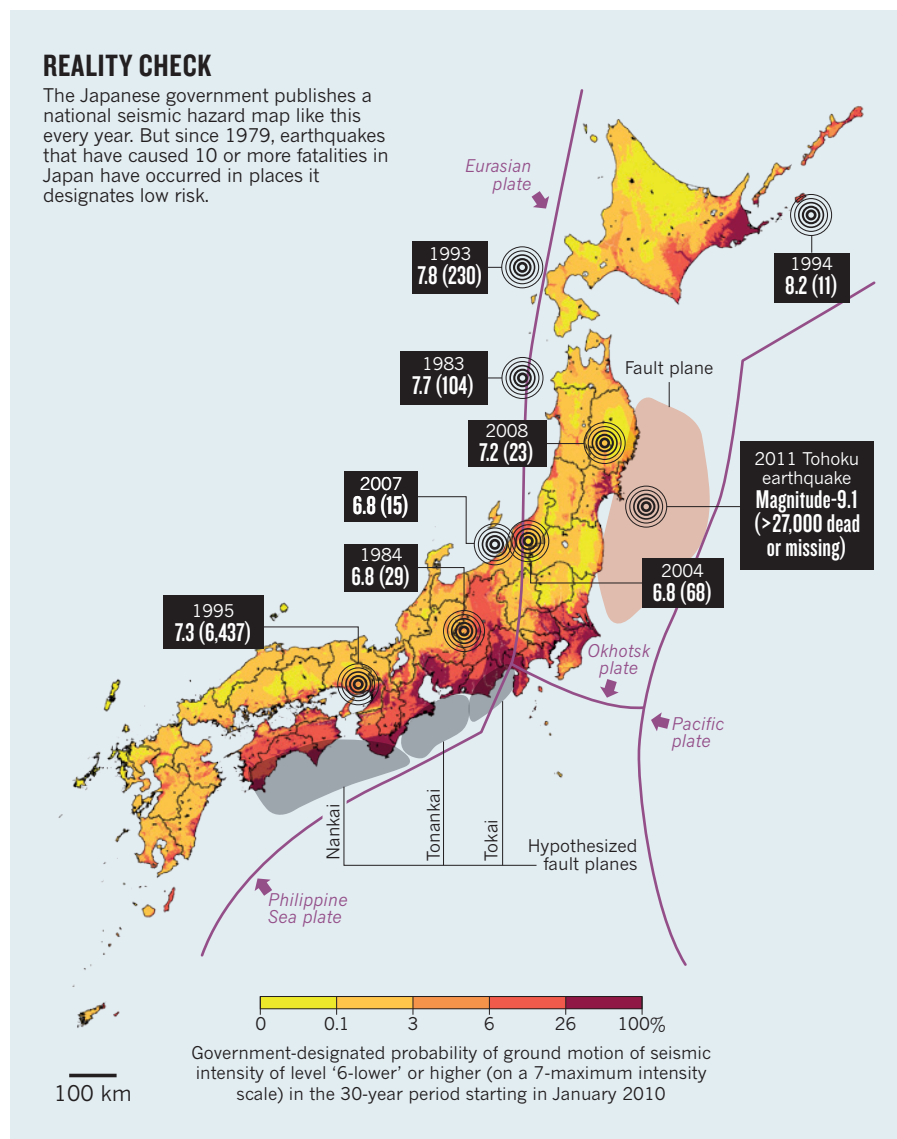 REALITY CHECK
The Japanese government publishes a
national seismic hazard map like this
every year. But since 1979, earthquakes
that have caused 10 or more fatalities in
Japan have occurred in places it
designates low risk.
Eurasian
plate
1993
7.8 (230)
1994
8.2 (11)
1983
7.7 (104)
Fault plane
2008
7.2 (23)
2011 Tohoku
earthquake
Magnitude-9.1
(>27,000 dead
or missing)
2007
6.8 (15)
1984
6.8 (29)
2004
6.8 (68)
1995
7.3 (6,437)
Okhotsk
plate
Pacific
plate
Nankai
Tonankai
Tokai
Hypothesized
fault planes
Philippine
Sea plate
0 0.1 3 6 26 100%
Government-designated probability of ground motion of seismic
intensity of level ‘6-lower’ or higher (on a 7-maximum intensity
scale) in the 30-year period starting in January 2010
100 km